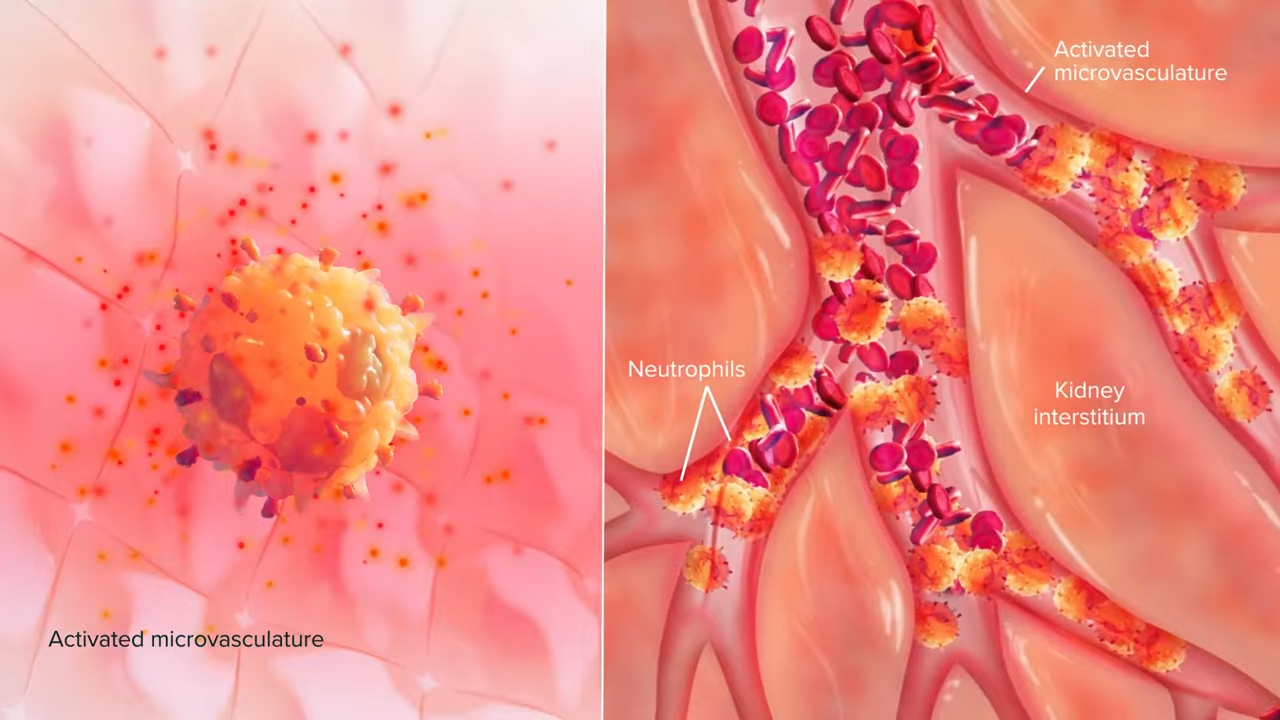 Activated microvasculature
Activated
microvasculature
Neutrophils
Kidney
interstitium